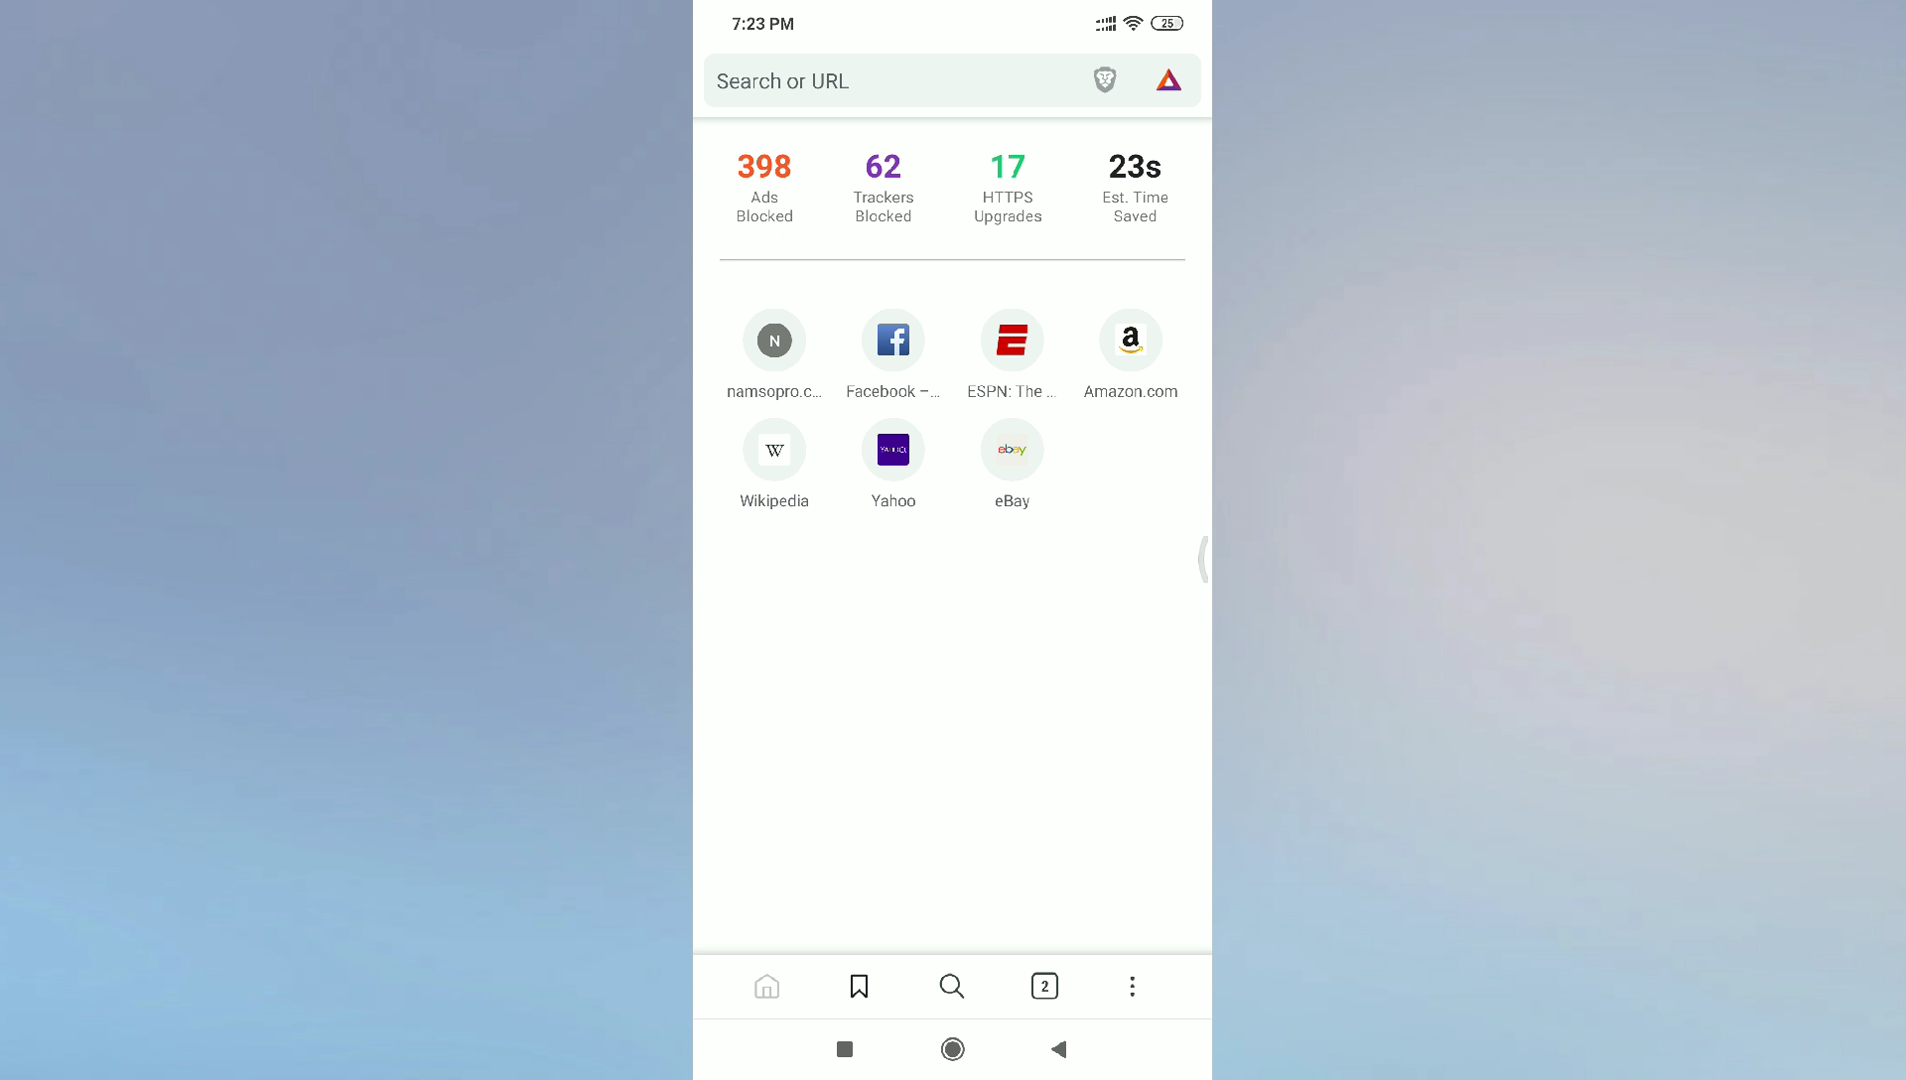 7:23 PM
25
Search or URL
398 62 17 23s
Ads Trackers HTTPS Est. Time
Blocked Blocked Upgrades Saved
N a
namsopro.c... Facebook –... ESPN: The ... Amazon.com
W YAHOO! ebay
Wikipedia Yahoo eBay
2